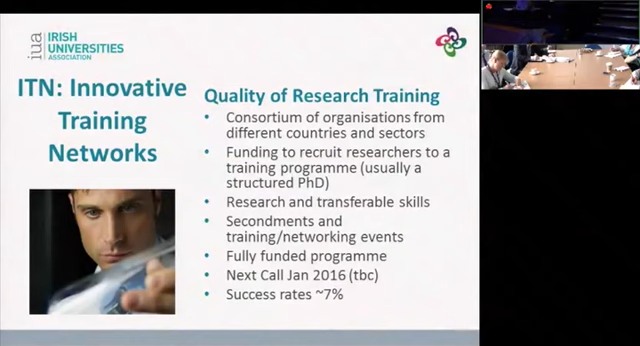 iua
IRISH
UNIVERSITIES
ASSOCIATION
ITN: Innovative
Training
Networks
Quality of Research Training
• Consortium of organisations from
different countries and sectors
• Funding to recruit researchers to a
training programme (usually a
structured PhD)
• Research and transferable skills
• Secondments and
training/networking events
• Fully funded programme
• Next Call Jan 2016 (tbc)
• Success rates ~7%